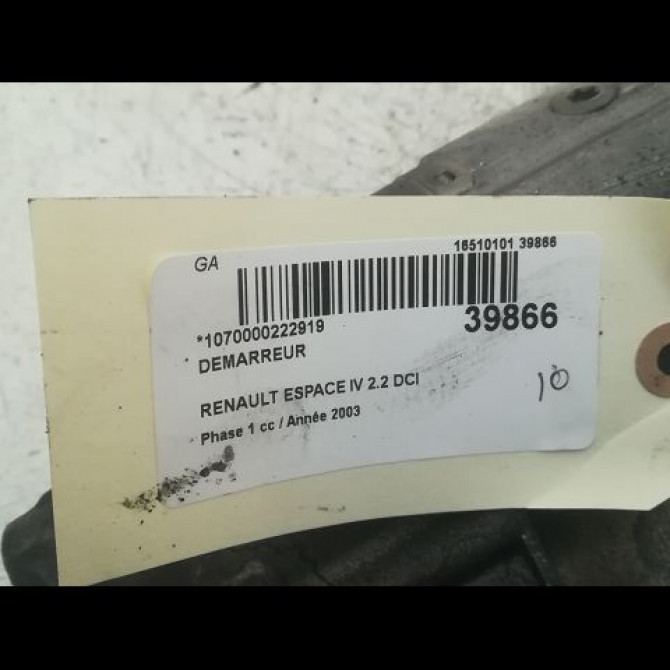 GA
16510101 39866
*1070000222919
39866
DEMARREUR
RENAULT ESPACE IV 2.2 DCI
10
Phase 1 cc / Année 2003